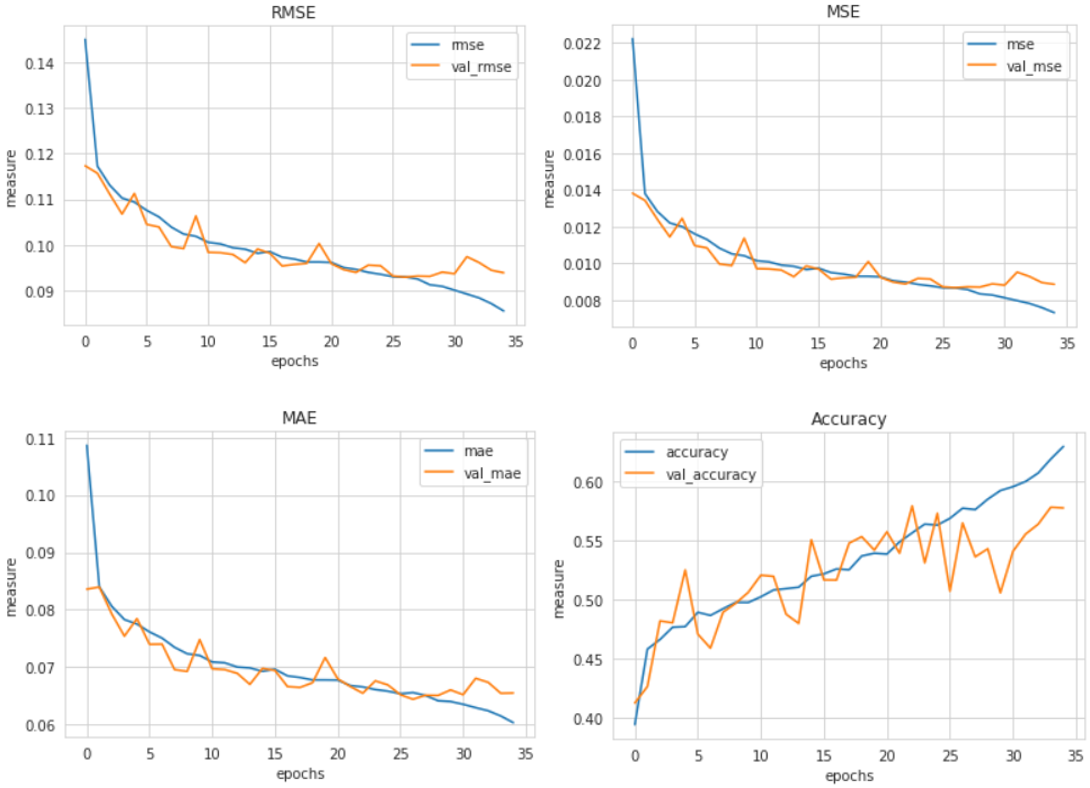 RMSE
rmse
val_rmse
0.14
0.13
0.12
0.11
0.10
0.09
measure
0 5 10 15 20 25 30 35
epochs
MSE
mse
val_mse
0.022
0.020
0.018
0.016
0.014
0.012
0.010
0.008
measure
0 5 10 15 20 25 30 35
epochs
MAE
mae
val_mae
0.11
0.10
0.09
0.08
0.07
0.06
measure
0 5 10 15 20 25 30 35
epochs
Accuracy
accuracy
val_accuracy
0.60
0.55
0.50
0.45
0.40
measure
0 5 10 15 20 25 30 35
epochs